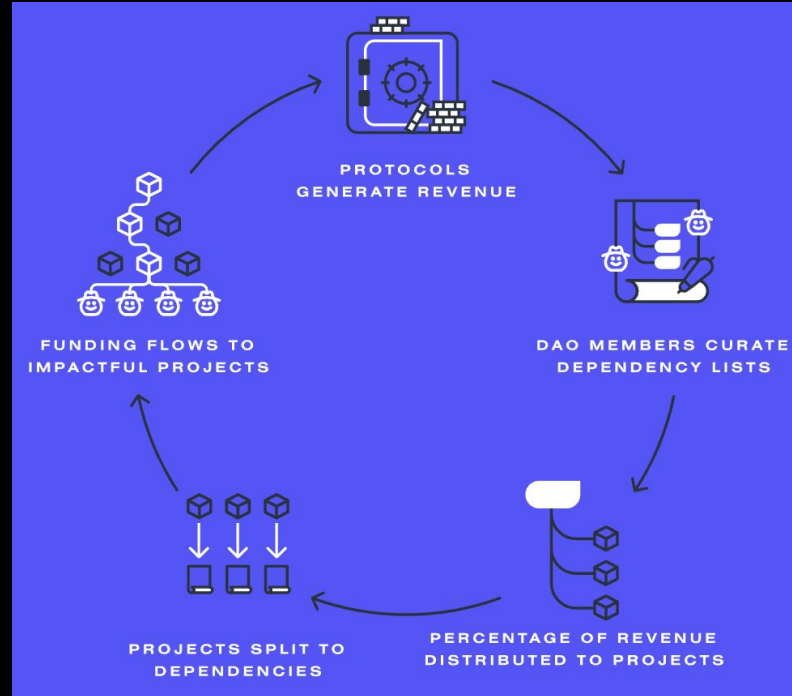 PROTOCOLS
GENERATE REVENUE
DAO MEMBERS CURATE
DEPENDENCY LISTS
PERCENTAGE OF REVENUE
DISTRIBUTED TO PROJECTS
PROJECTS SPLIT TO
DEPENDENCIES
FUNDING FLOWS TO
IMPACTFUL PROJECTS